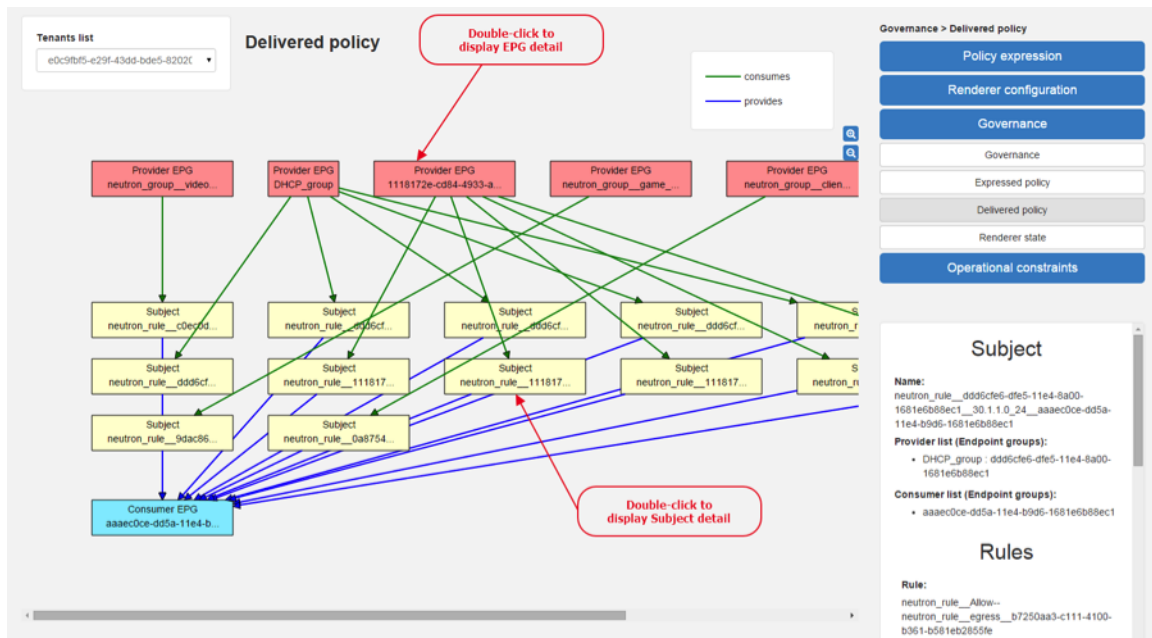 Tenants list
e0c9fbf5-e29f-43dd-bde5-8202
Delivered policy
Double-click to
display EPG detail
consumes
provides
Governance > Delivered policy
Policy expression
Renderer configuration
Governance
Governance
Expressed policy
Delivered policy
Renderer state
Operational constraints
Provider EPG
neutron_group__video...
Provider EPG
DHCP_group
Provider EPG
1118172e-cd84-4933-a...
Provider EPG
neutron_group__game_...
Provider EPG
neutron_group__clien...
Subject
neutron_rule__c0ec0d...
Subject
neutron_rule__ddd6cf...
Subject
neutron_rule__ddd6cf...
Subject
neutron_rule__ddd6cf...
S
neutron_r
Subject
neutron_rule__ddd6cf...
Subject
neutron_rule__111817...
Subject
neutron_rule__111817...
Subject
neutron_rule__111817...
S
neutron_ru
Subject
neutron_rule__9dac86...
Subject
neutron_rule__0a8754...
Consumer EPG
aaaec0ce-dd5a-11e4-b...
Double-click to
display Subject detail
Subject
Name:
neutron_rule__ddd6cfe6-dfe5-11e4-8a00-
1681e6b88ec1__30.1.1.0_24__aaaec0ce-dd5a-
11e4-b9d6-1681e6b88ec1
Provider list (Endpoint groups):
• DHCP_group : ddd6cfe6-dfe5-11e4-8a00-
1681e6b88ec1
Consumer list (Endpoint groups):
• aaaec0ce-dd5a-11e4-b9d6-1681e6b88ec1
Rules
Rule:
neutron_rule__Allow--
neutron_rule__egress__b7250aa3-c111-4100-
b361-b581eb2855fe